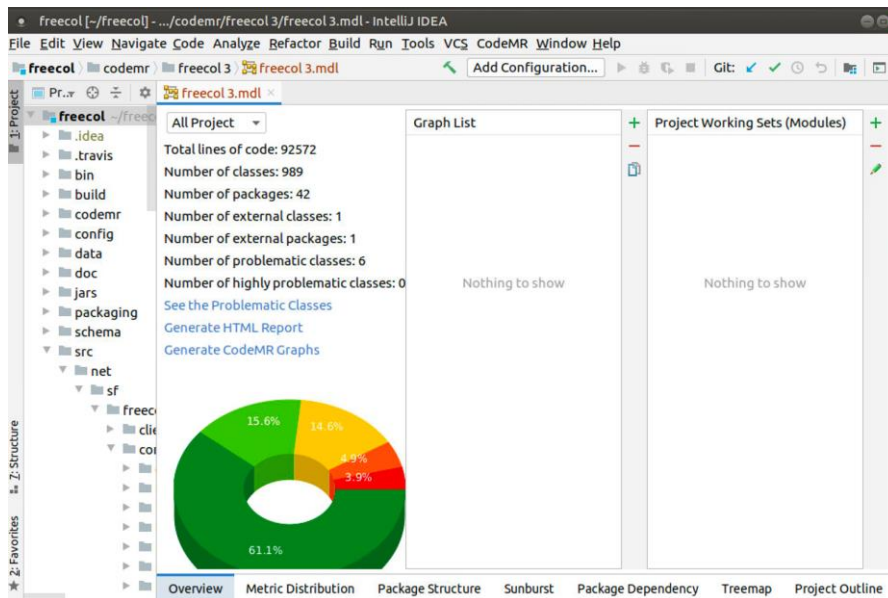 freecol [~/freecol] - .../codemr/freecol 3/freecol 3.mdl - IntelliJ IDEA
File Edit View Navigate Code Analyze Refactor Build Run Tools VCS CodeMR Window Help
freecol codemr freecol 3 freecol 3.mdl Add Configuration... Git:
1: Project
Pr... freecol 3.mdl
freecol ~/freec
.idea
.travis
bin
build
codemr
config
data
doc
jars
packaging
schema
src
net
sf
freec
clie
co
7: Structure
2: Favorites
All Project
Total lines of code: 92572
Number of classes: 989
Number of packages: 42
Number of external classes: 1
Number of external packages: 1
Number of problematic classes: 6
Number of highly problematic classes: 0
See the Problematic Classes
Generate HTML Report
Generate CodeMR Graphs
15.6%
14.6%
4.9%
3.9%
61.1%
Graph List
Nothing to show
Project Working Sets (Modules)
Nothing to show
Overview Metric Distribution Package Structure Sunburst Package Dependency Treemap Project Outline